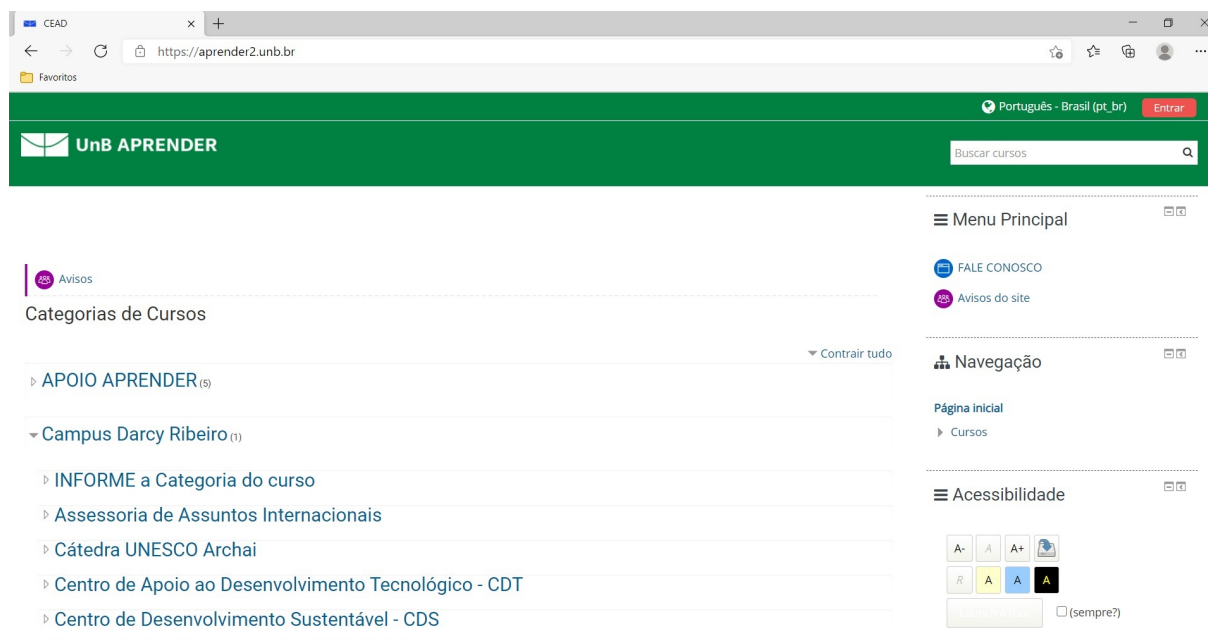 CEAD
https://aprender2.unb.br
Favoritos
Português - Brasil (pt_br) Entrar
UnB APRENDER
Buscar cursos
Avisos
Categorias de Cursos
Contrair tudo
APOIO APRENDER (5)
Campus Darcy Ribeiro (1)
INFORME a Categoria do curso
Assessoria de Assuntos Internacionais
Cátedra UNESCO Archai
Centro de Apoio ao Desenvolvimento Tecnológico - CDT
Centro de Desenvolvimento Sustentável - CDS
Menu Principal
FALE CONOSCO
Avisos do site
Navegação
Página inicial
Cursos
Acessibilidade
A- A A+
R A A A
(sempre?)